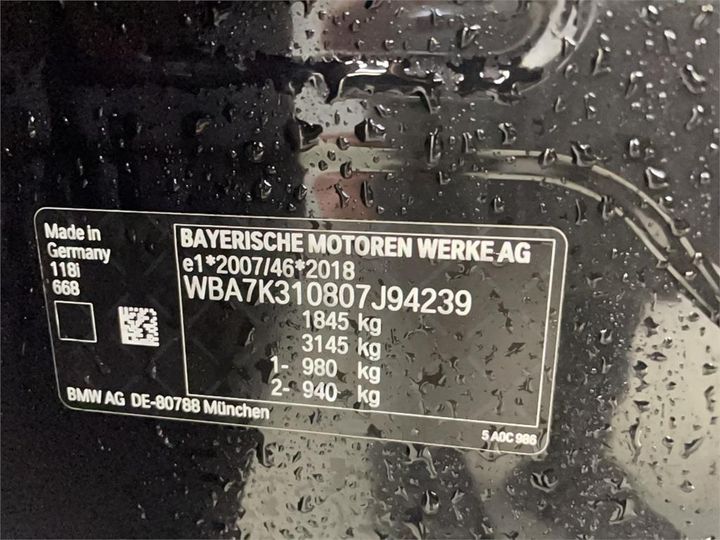 Made in
Germany
118i
668
BAYERISCHE MOTOREN WERKE AG
e1*2007/46*2018
WBA7K310807J94239
1845 kg
3145 kg
1- 980 kg
2- 940 kg
BMW AG DE-80788 München
5 A0C 986